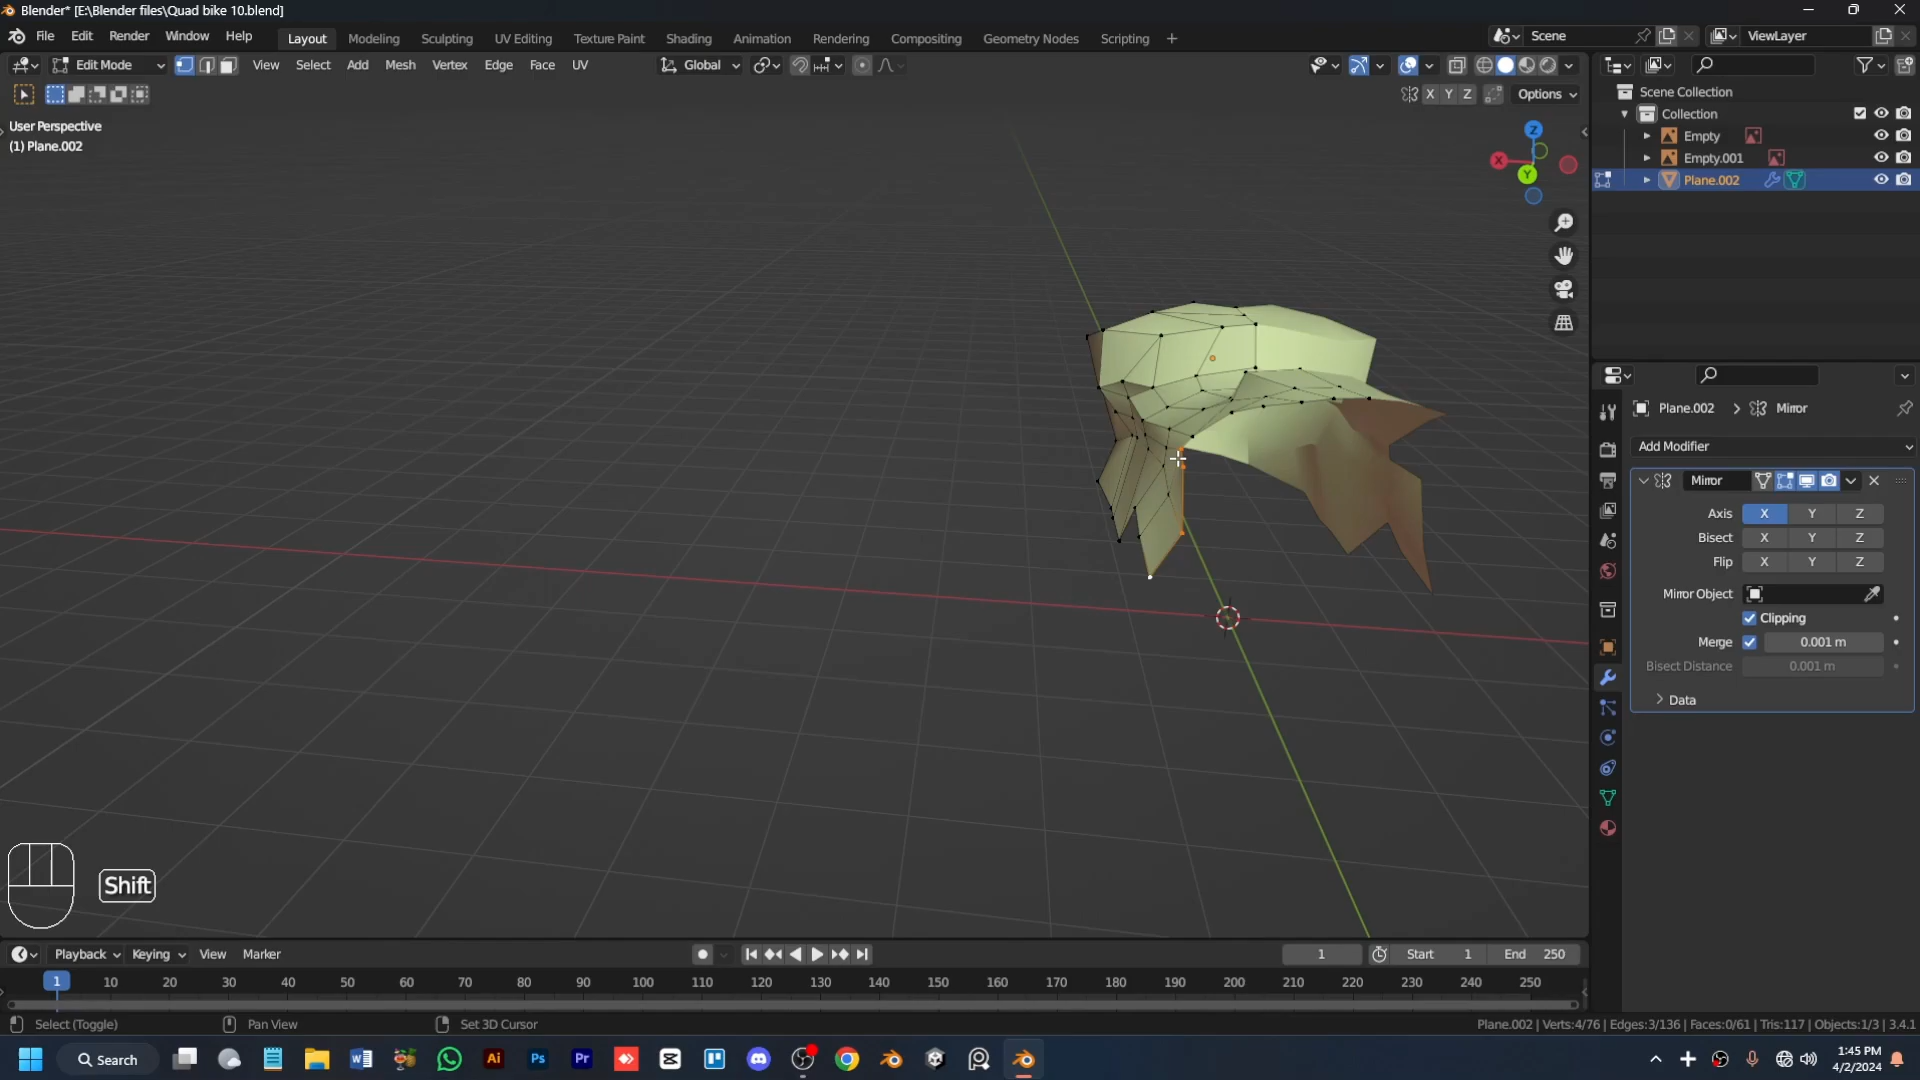 Blender* [E:\Blender files\Quad bike 10.blend]
File Edit Render Window Help Layout Modeling Sculpting UV Editing Texture Paint Shading Animation Rendering Compositing Geometry Nodes Scripting + Scene ViewLayer
Edit Mode View Select Add Mesh Vertex Edge Face UV Global
X Y Z Options
User Perspective
(1) Plane.002
Z
X
Y
Scene Collection
Collection
Empty
Empty.001
Plane.002
Plane.002 > Mirror
Add Modifier
Mirror
Axis X Y Z
Bisect X Y Z
Flip X Y Z
Mirror Object
Clipping
Merge 0.001 m
Bisect Distance 0.001 m
Data
Shift
Playback Keying View Marker 1 Start 1 End 250
1 10 20 30 40 50 60 70 80 90 100 110 120 130 140 150 160 170 180 190 200 210 220 230 240 250
Select (Toggle) Pan View Set 3D Cursor Plane.002 | Verts:4/76 | Edges:3/136 | Faces:0/61 | Tris:117 | Objects:1/3 | 3.4.1
Search Ai Ps Pr 1:45 PM
4/2/2024